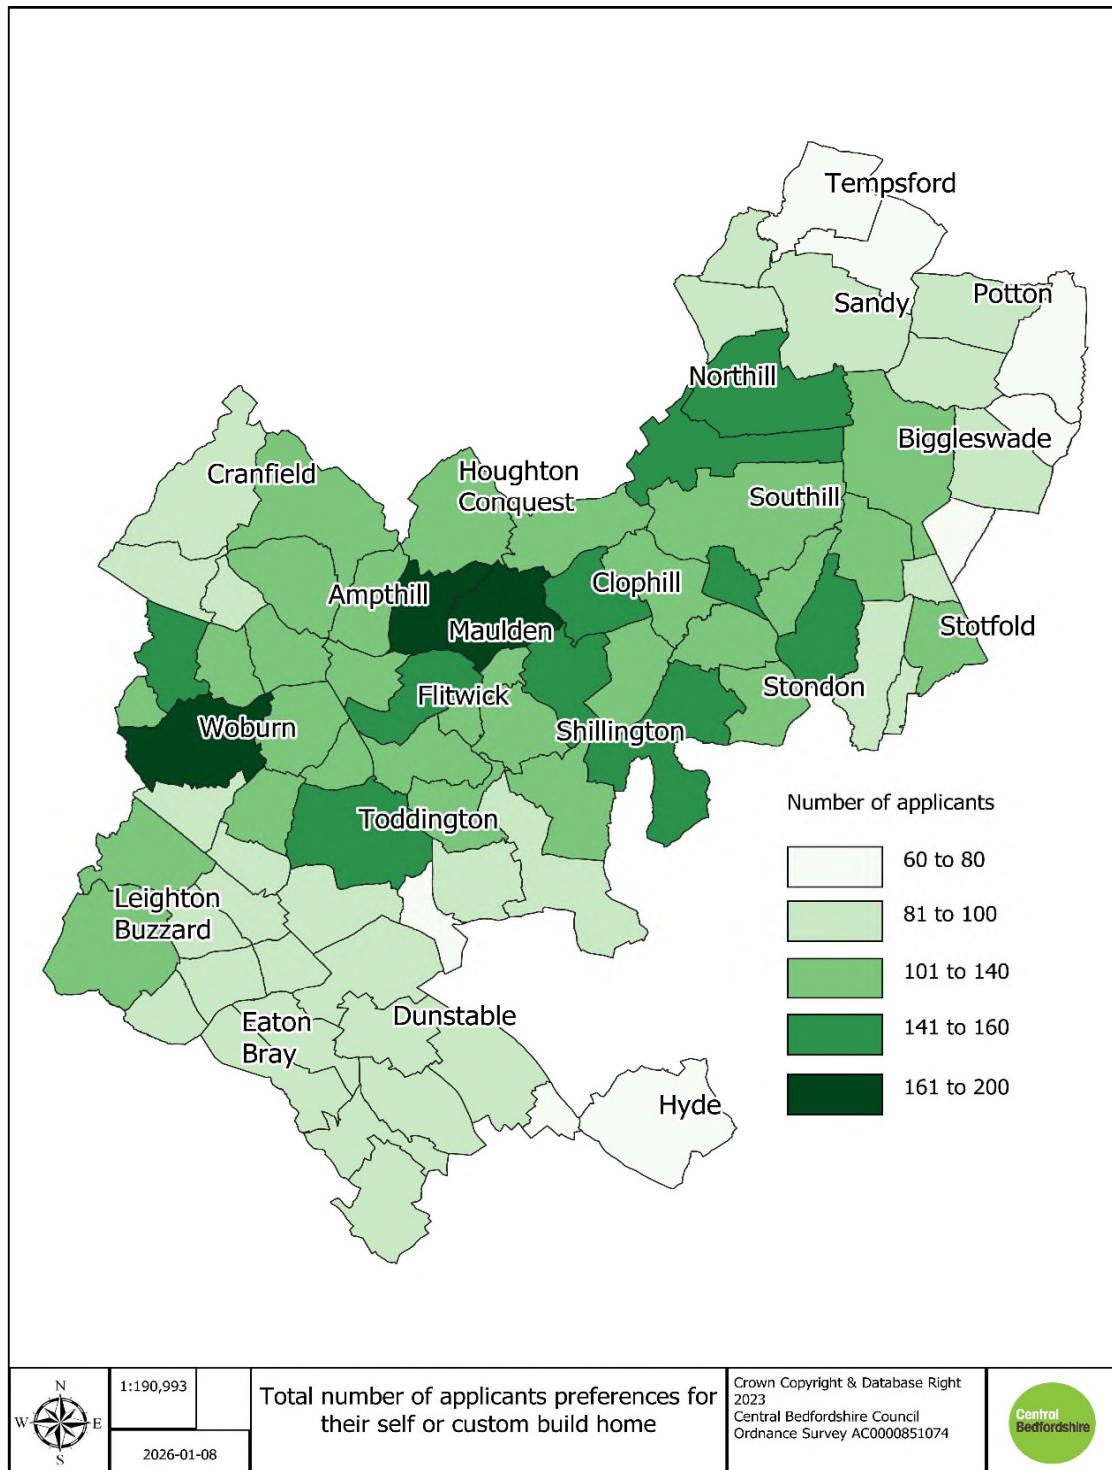 Tempsford
Sandy
Potton
Northill
Biggleswade
Cranfield
Houghton
Conquest
Southill
Ampthill
Clophill
Maulden
Stotfold
Flitwick
Stondon
Woburn
Shillington
Toddington
Leighton
Buzzard
Eaton
Bray
Dunstable
Hyde
Number of applicants
60 to 80
81 to 100
101 to 140
141 to 160
161 to 200
N
W
E
S
1:190,993
2026-01-08
Total number of applicants preferences for
their self or custom build home
Crown Copyright & Database Right
2023
Central Bedfordshire Council
Ordnance Survey AC0000851074
Central
Bedfordshire